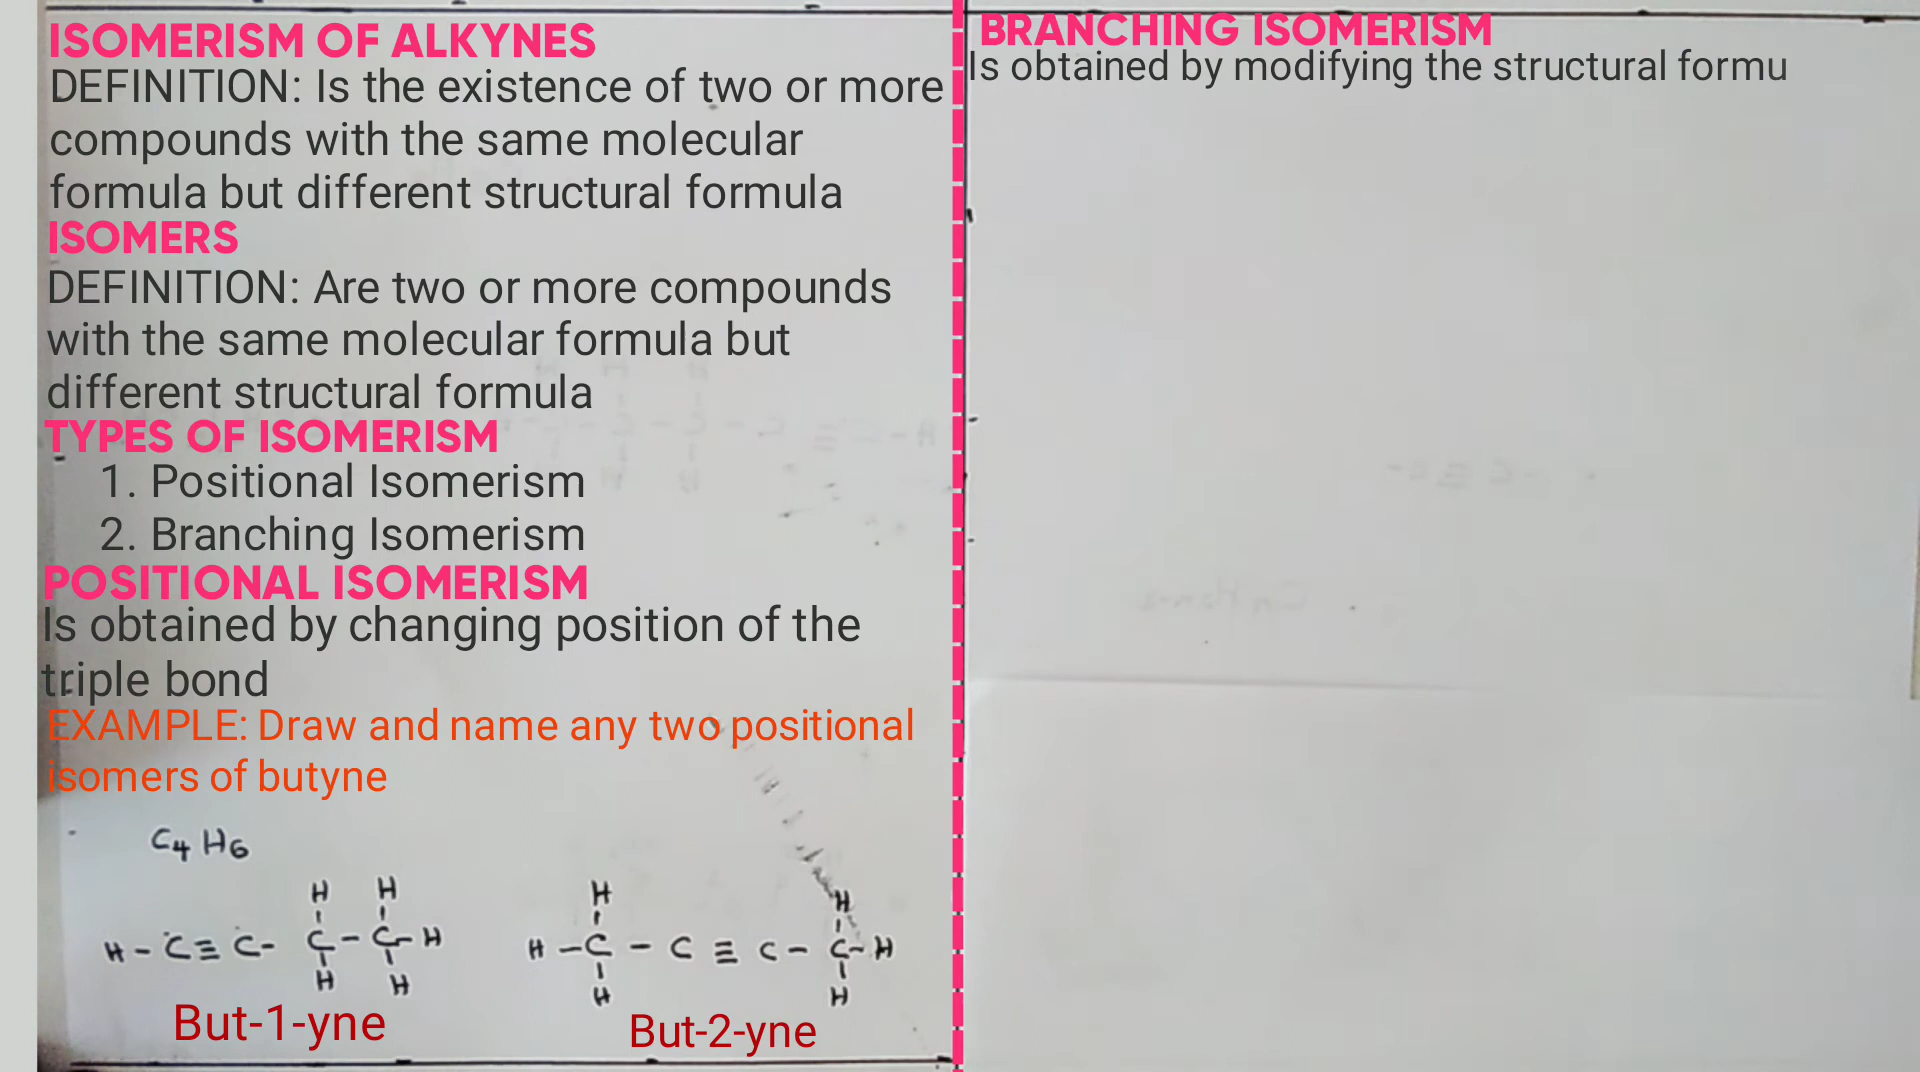 ISOMERISM OF ALKYNES
DEFINITION: Is the existence of two or more
compounds with the same molecular
formula but different structural formula
ISOMERS
DEFINITION: Are two or more compounds
with the same molecular formula but
different structural formula
TYPES OF ISOMERISM
1. Positional Isomerism
2. Branching Isomerism
POSITIONAL ISOMERISM
Is obtained by changing position of the
triple bond
EXAMPLE: Draw and name any two positional
isomers of butyne
C₄H₆
H H
H - C ≡ C - C - C - H
H H
But-1-yne
H H
H - C - C ≡ C - C - H
H H
But-2-yne
BRANCHING ISOMERISM
Is obtained by modifying the structural formu